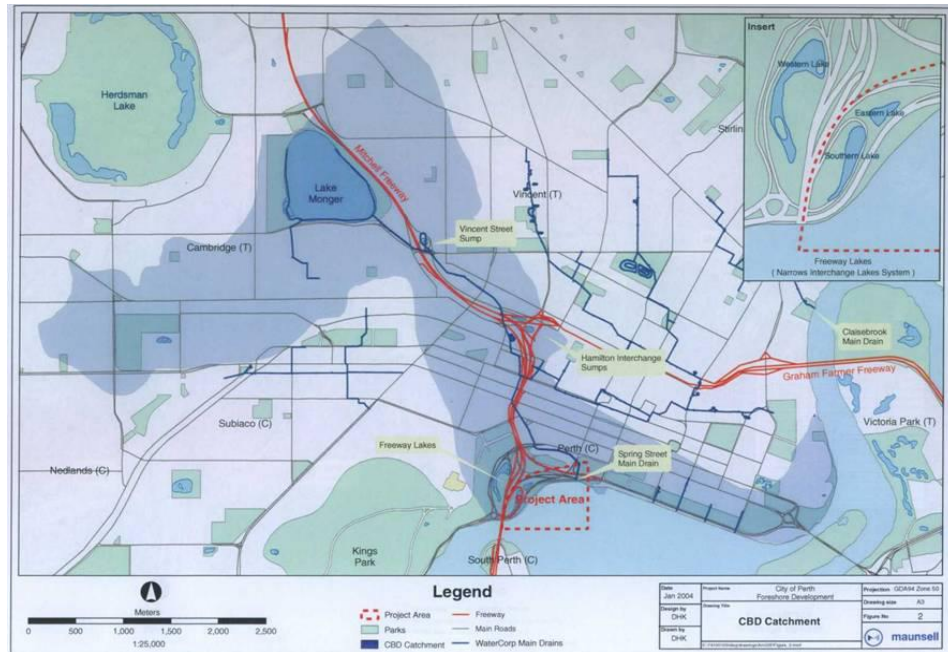 Insert
Western Lake
Eastern Lake
Southern Lake
Freeway Lakes
( Narrows Interchange Lakes System )
Herdsman
Lake
Mitchell Freeway
Lake
Monger
Vincent (T)
Vincent Street
Sump
Cambridge (T)
Claisebrook
Main Drain
Hamilton Interchange
Sumps
Graham Farmer Freeway
Victoria Park (T)
Subiaco (C)
Freeway Lakes
Perth (C)
Spring Street
Main Drain
Nedlands (C)
Project Area
Kings
Park
South Perth (C)
Meters
0 500 1,000 1,500 2,000 2,500
1:25,000
Legend
Project Area
Parks
CBD Catchment
Freeway
Main Roads
WaterCorp Main Drains
Date
Jan 2004
Design by
DHK
Drawn by
DHK
Project Name
City of Perth
Foreshore Development
Drawing Title
CBD Catchment
Projection GDA94 Zone 50
Drawing size A3
Figure No 2
maunsell